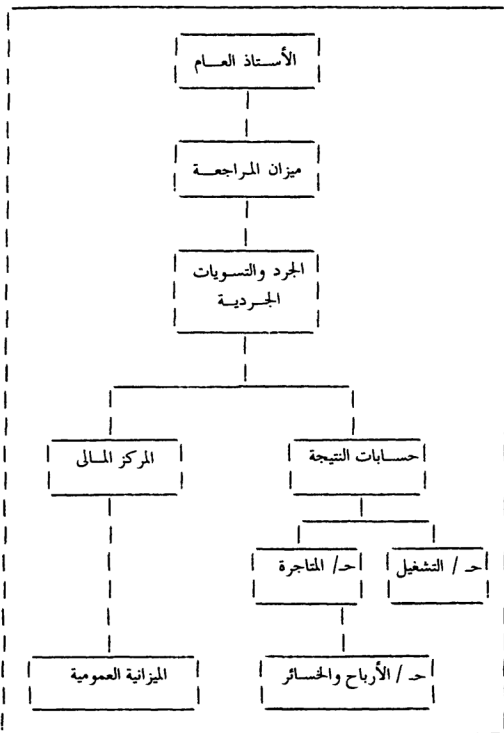 الأستاذ العام
ميزان المراجعة
الجرد والتسويات
الجردية
حسابات النتيجة
المركز المالى
حـ / التشغيل
حـ/ المتاجرة
حـ / الأرباح والخسائر
الميزانية العمومية